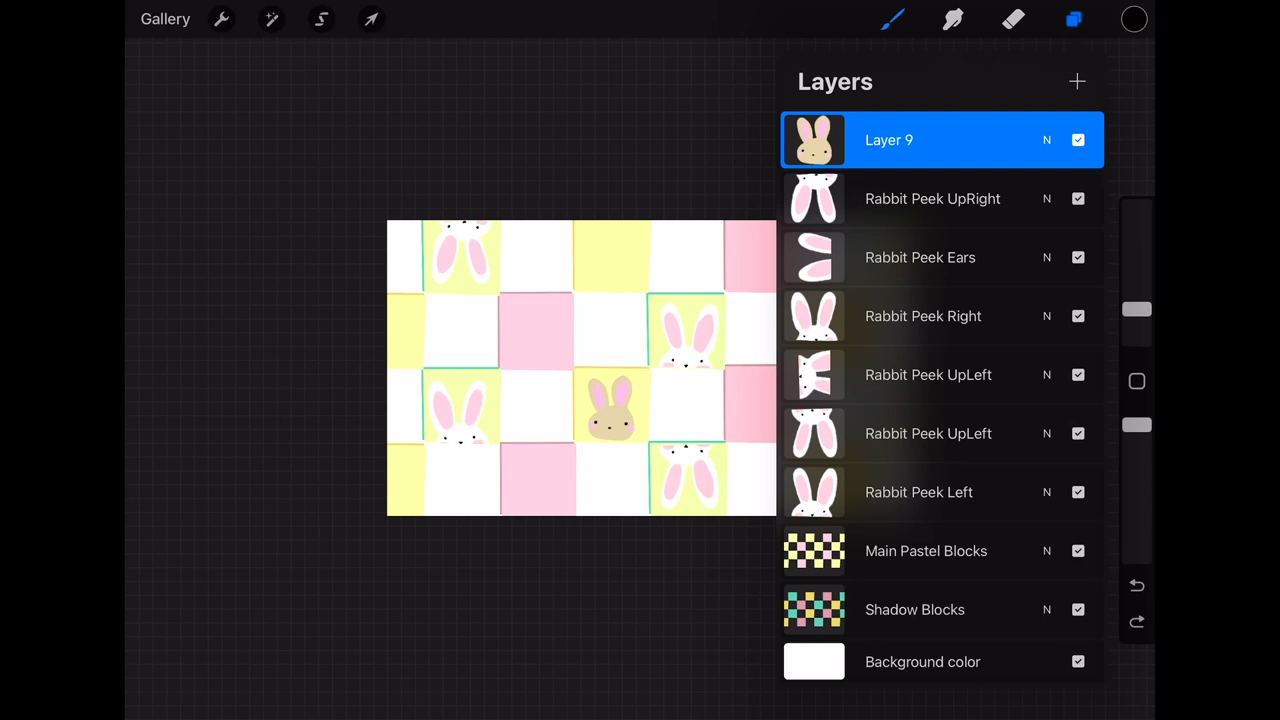 Gallery
Layers
Layer 9 N
Rabbit Peek UpRight N
Rabbit Peek Ears N
Rabbit Peek Right N
Rabbit Peek UpLeft N
Rabbit Peek UpLeft N
Rabbit Peek Left N
Main Pastel Blocks N
Shadow Blocks N
Background color